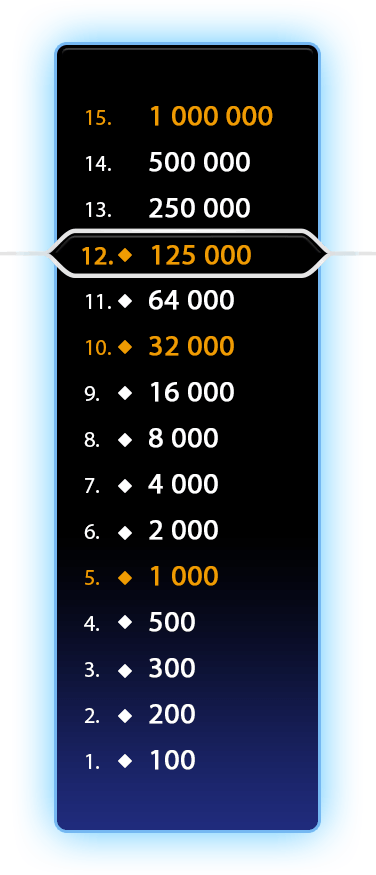 15. 1 000 000
14. 500 000
13. 250 000
12. ◆ 125 000
11. ◆ 64 000
10. ◆ 32 000
9. ◆ 16 000
8. ◆ 8 000
7. ◆ 4 000
6. ◆ 2 000
5. ◆ 1 000
4. ◆ 500
3. ◆ 300
2. ◆ 200
1. ◆ 100